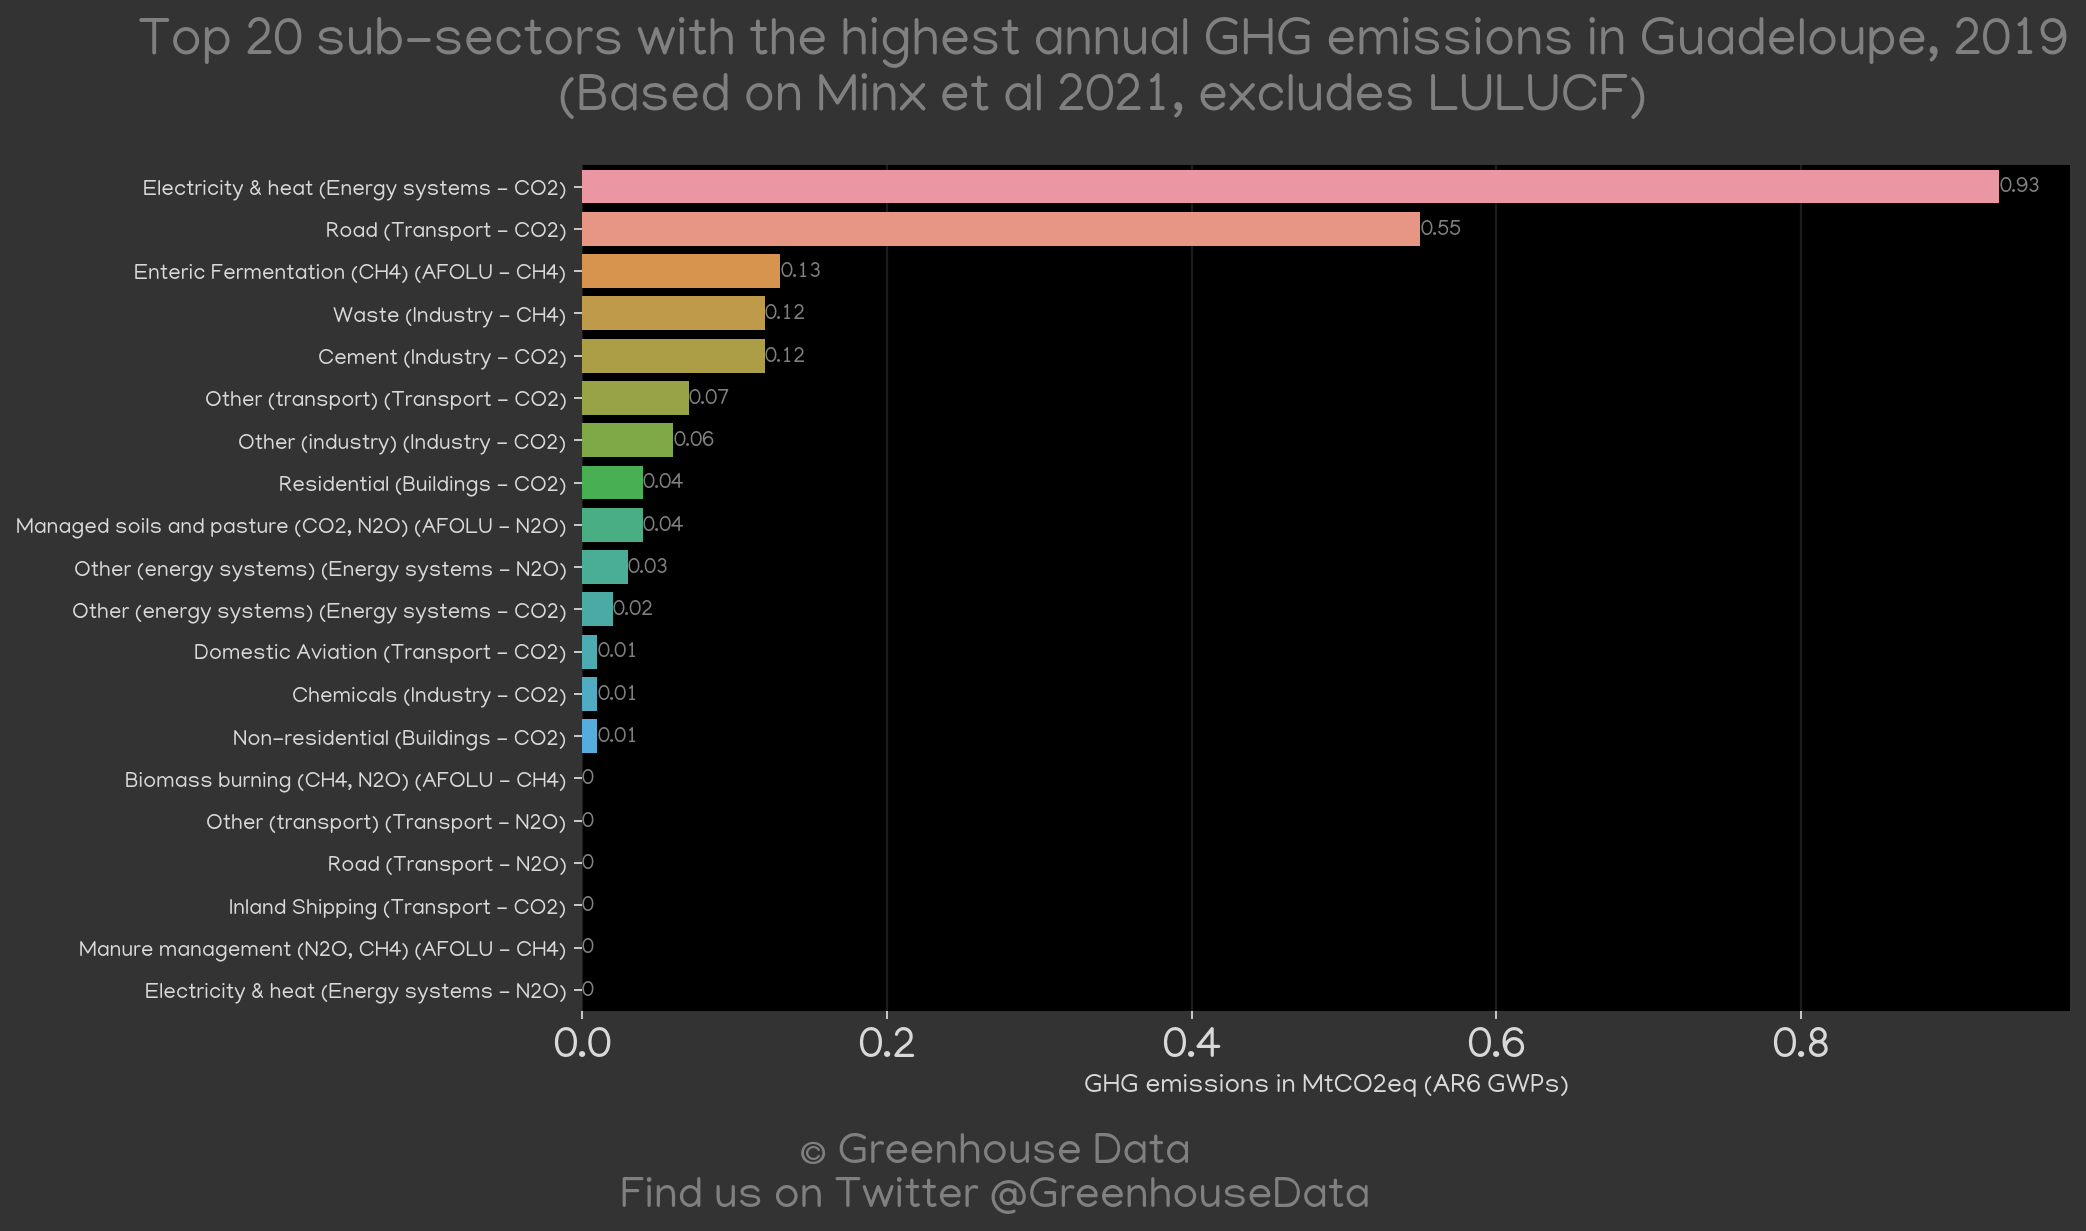 Top 20 sub-sectors with the highest annual GHG emissions in Guadeloupe, 2019
(Based on Minx et al 2021, excludes LULUCF)
Electricity & heat (Energy systems - CO2) 0.93
Road (Transport - CO2) 0.55
Enteric Fermentation (CH4) (AFOLU - CH4) 0.13
Waste (Industry - CH4) 0.12
Cement (Industry - CO2) 0.12
Other (transport) (Transport - CO2) 0.07
Other (industry) (Industry - CO2) 0.06
Residential (Buildings - CO2) 0.04
Managed soils and pasture (CO2, N2O) (AFOLU - N2O) 0.04
Other (energy systems) (Energy systems - N2O) 0.03
Other (energy systems) (Energy systems - CO2) 0.02
Domestic Aviation (Transport - CO2) 0.01
Chemicals (Industry - CO2) 0.01
Non-residential (Buildings - CO2) 0.01
Biomass burning (CH4, N2O) (AFOLU - CH4) 0
Other (transport) (Transport - N2O) 0
Road (Transport - N2O) 0
Inland Shipping (Transport - CO2) 0
Manure management (N2O, CH4) (AFOLU - CH4) 0
Electricity & heat (Energy systems - N2O) 0
0.0 0.2 0.4 0.6 0.8
GHG emissions in MtCO2eq (AR6 GWPs)
© Greenhouse Data
Find us on Twitter @GreenhouseData